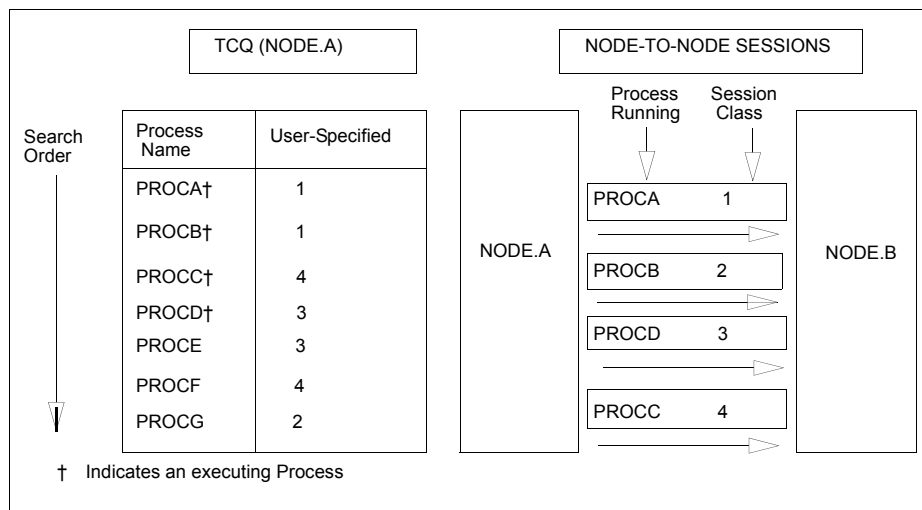 TCQ (NODE.A)
NODE-TO-NODE SESSIONS
Search
Order
Process
Name
User-Specified
PROCA† 1
PROCB† 1
PROCC† 4
PROCD† 3
PROCE 3
PROCF 4
PROCG 2
† Indicates an executing Process
Process
Running
Session
Class
NODE.A
PROCA 1
PROCB 2
PROCD 3
PROCC 4
NODE.B